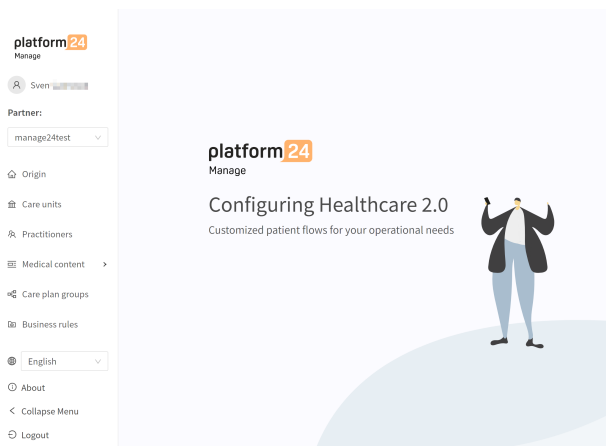 platform24
Manage
Sven
Partner:
manage24test
Origin
Care units
Practitioners
Medical content
Care plan groups
Business rules
English
About
Collapse Menu
Logout
platform24
Manage
Configuring Healthcare 2.0
Customized patient flows for your operational needs